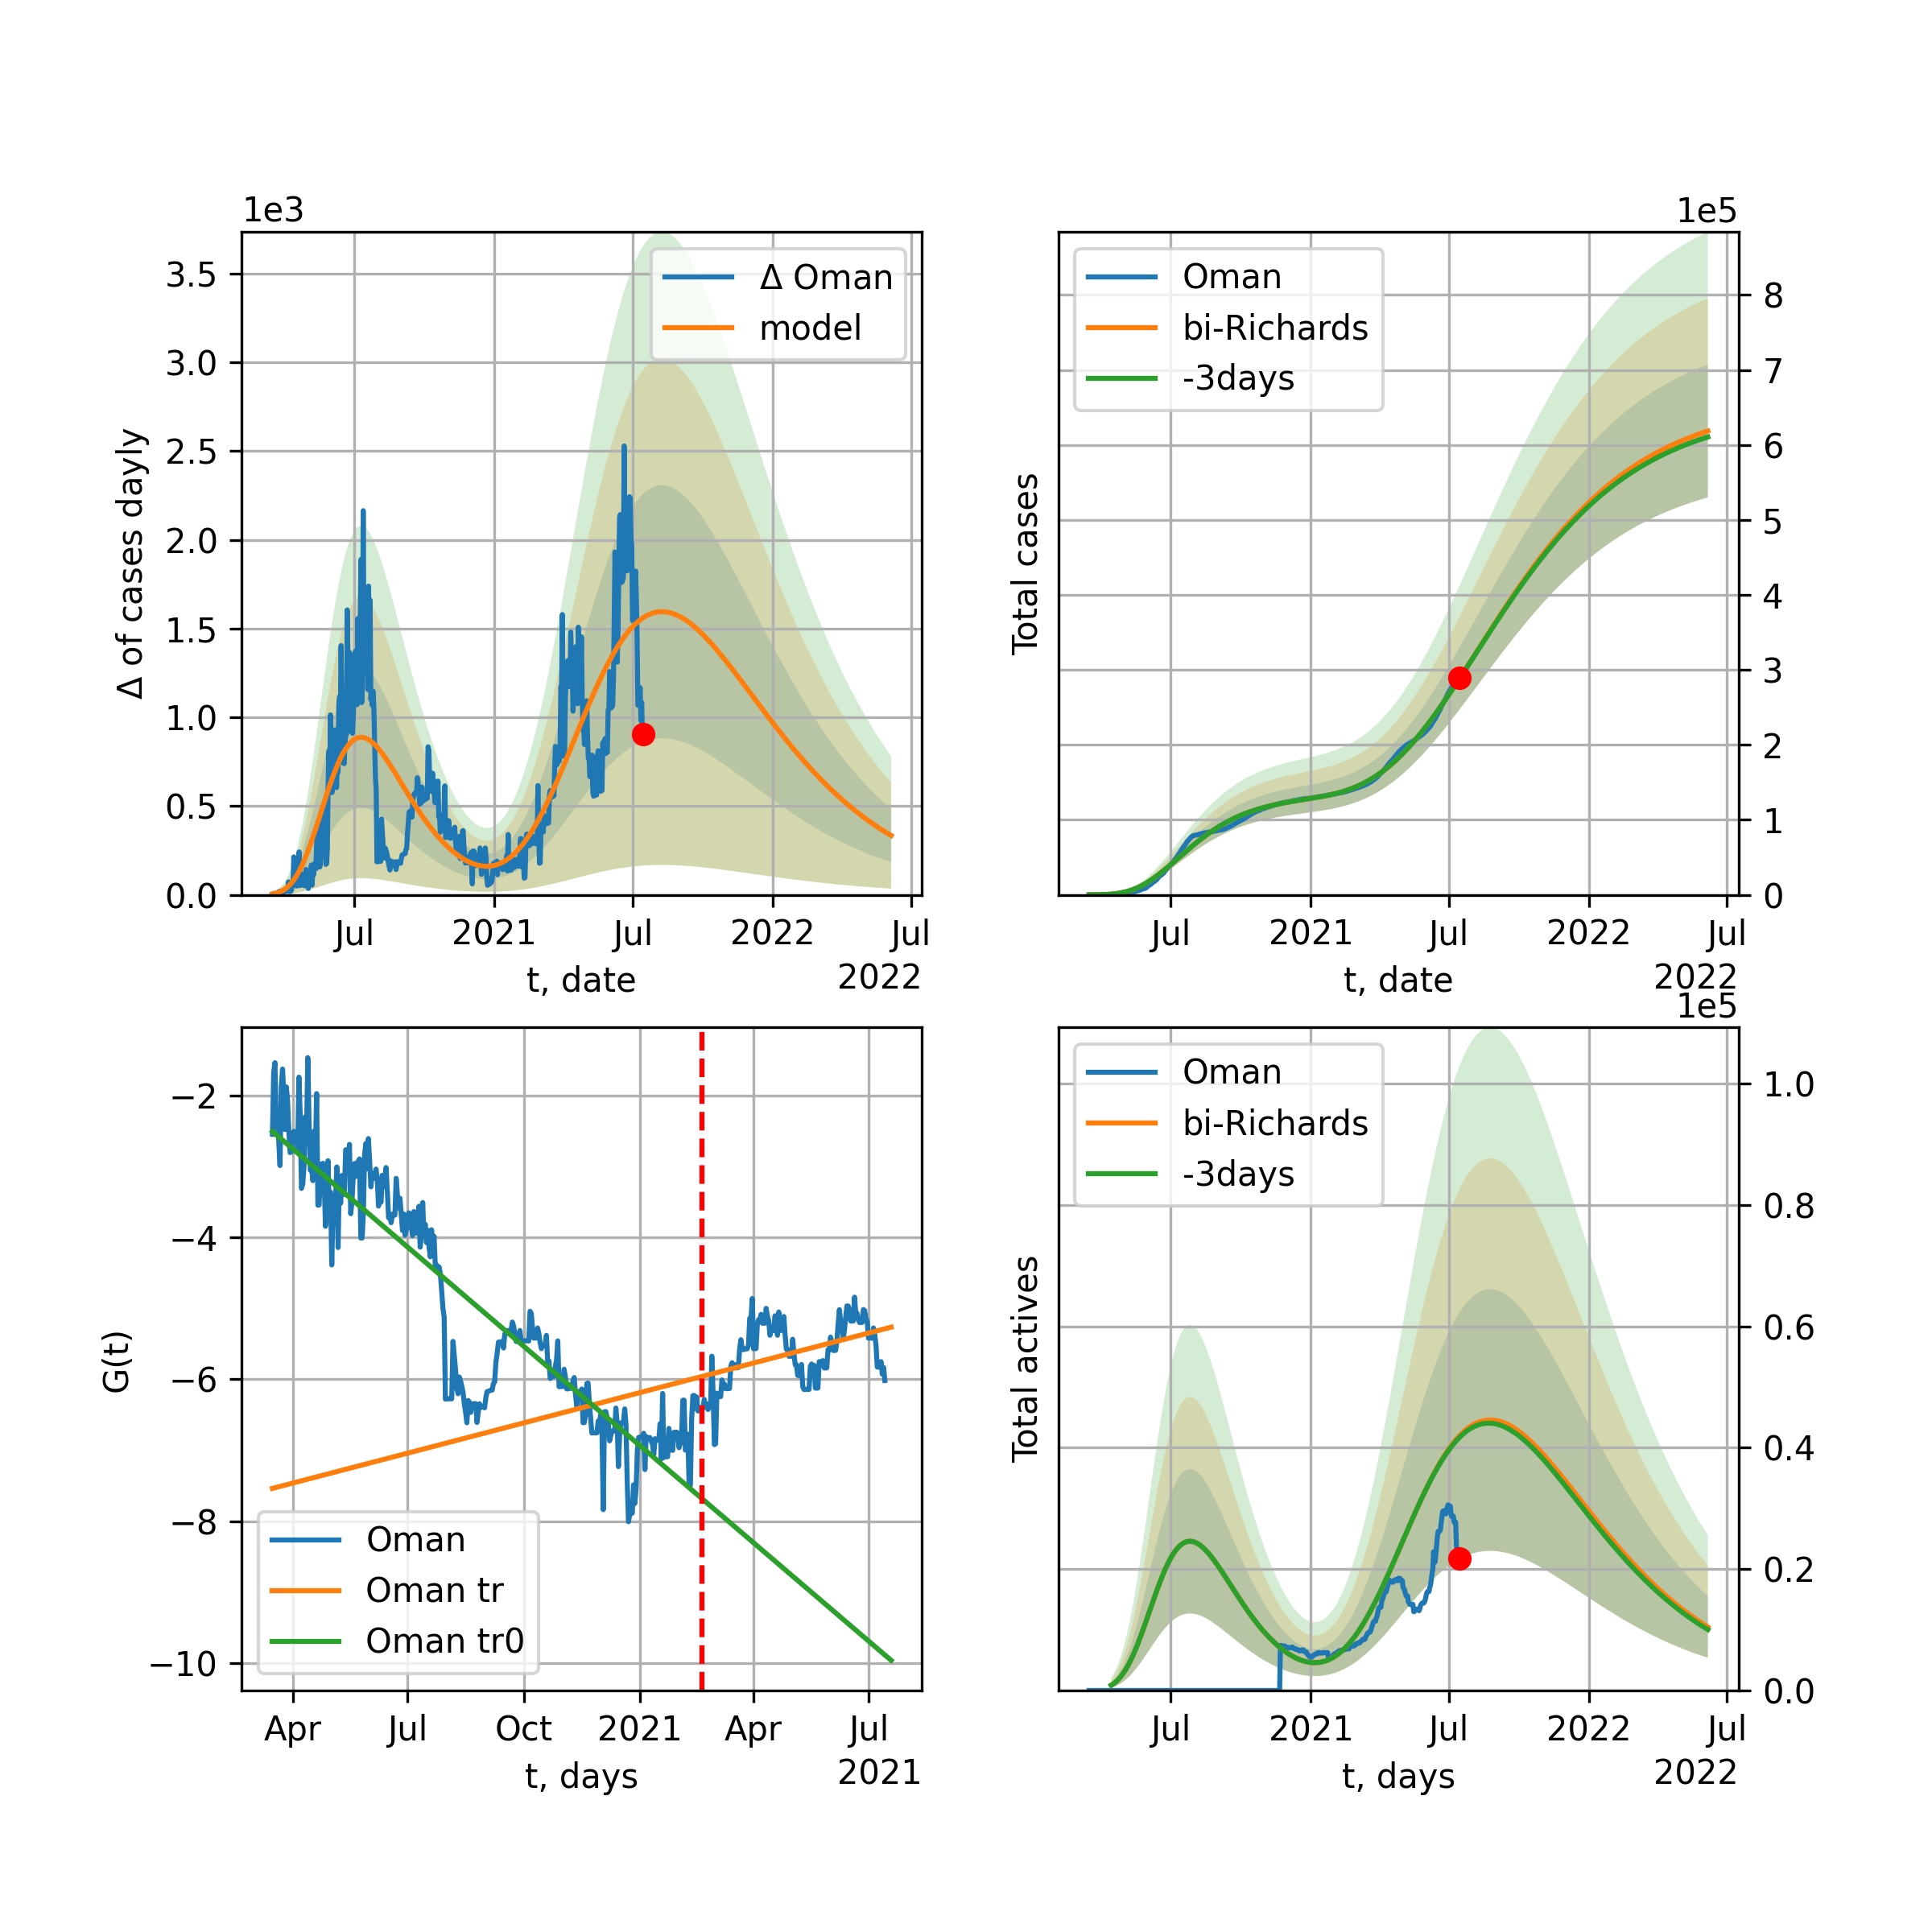 1e3
3.5
3.0
2.5
2.0
1.5
1.0
0.5
0.0
Δ of cases dayly
Δ Oman
model
Jul 2021 Jul 2022 Jul
2022
t, date
1e5
Oman
bi-Richards
-3days
Total cases
8
7
6
5
4
3
2
1
0
Jul 2021 Jul 2022 Jul
2022
t, date
−2
−4
−6
−8
−10
G(t)
Oman
Oman tr
Oman tr0
Apr Jul Oct 2021 Apr Jul
2021
t, days
1e5
Oman
bi-Richards
-3days
Total actives
1.0
0.8
0.6
0.4
0.2
0.0
Jul 2021 Jul 2022 Jul
2022
t, days